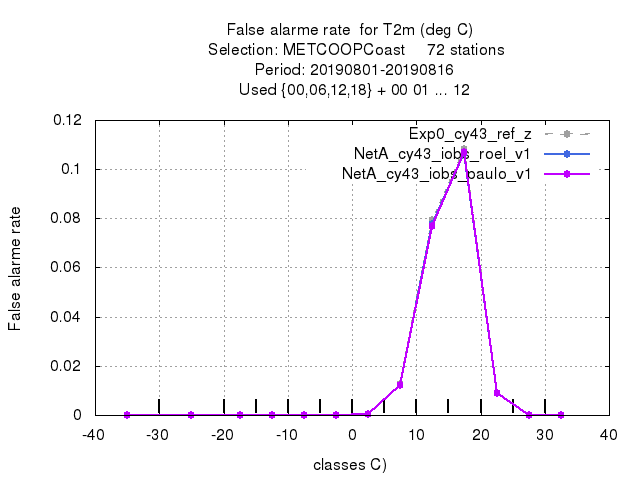 False alarme rate  for T2m (deg C)
Selection: METCOOPCoast    72 stations
Period: 20190801-20190816
Used {00,06,12,18} + 00 01 ... 12
Exp0_cy43_ref_z
NetA_cy43_iobs_roel_v1
NetA_cy43_iobs_paulo_v1
False alarme rate
0.12
0.1
0.08
0.06
0.04
0.02
0
-40 -30 -20 -10 0 10 20 30 40
classes C)